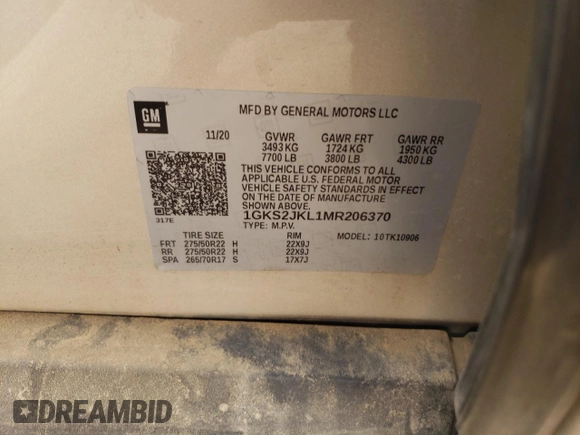 GM
MFD BY GENERAL MOTORS LLC
11/20 GVWR GAWR FRT GAWR RR
3493 KG 1724 KG 1950 KG
7700 LB 3800 LB 4300 LB
THIS VEHICLE CONFORMS TO ALL
APPLICABLE U.S. FEDERAL MOTOR
VEHICLE SAFETY STANDARDS IN EFFECT
ON THE DATE OF MANUFACTURE
SHOWN ABOVE.
317E
1GKS2JKL1MR206370
TYPE: M.P.V.
TIRE SIZE RIM MODEL: 10TK10906
FRT 275/50R22 H 22X9J
RR 275/50R22 H 22X9J
SPA 265/70R17 S 17X7J
DREAMBID